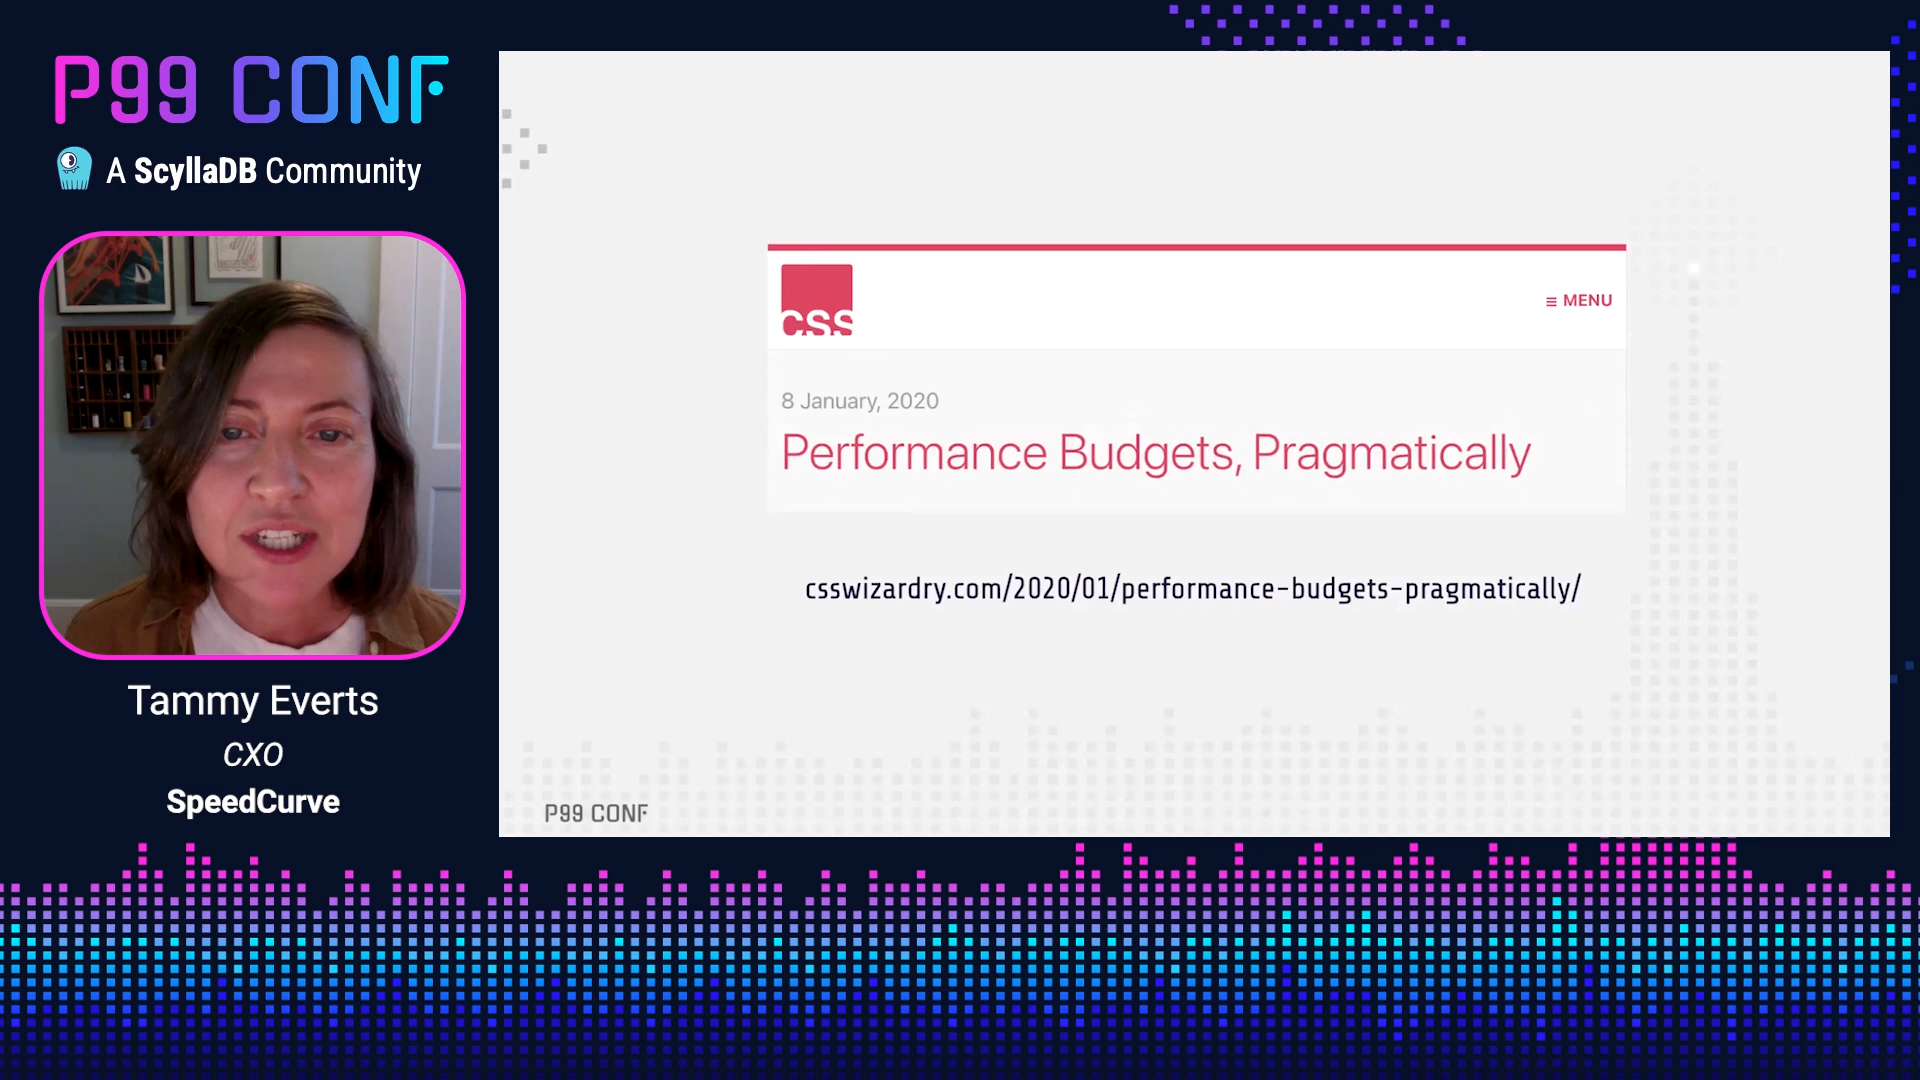 P99 CONF
A ScyllaDB Community
Tammy Everts
CXO
SpeedCurve
CSS
≡ MENU
8 January, 2020
Performance Budgets, Pragmatically
csswizardry.com/2020/01/performance-budgets-pragmatically/
P99 CONF